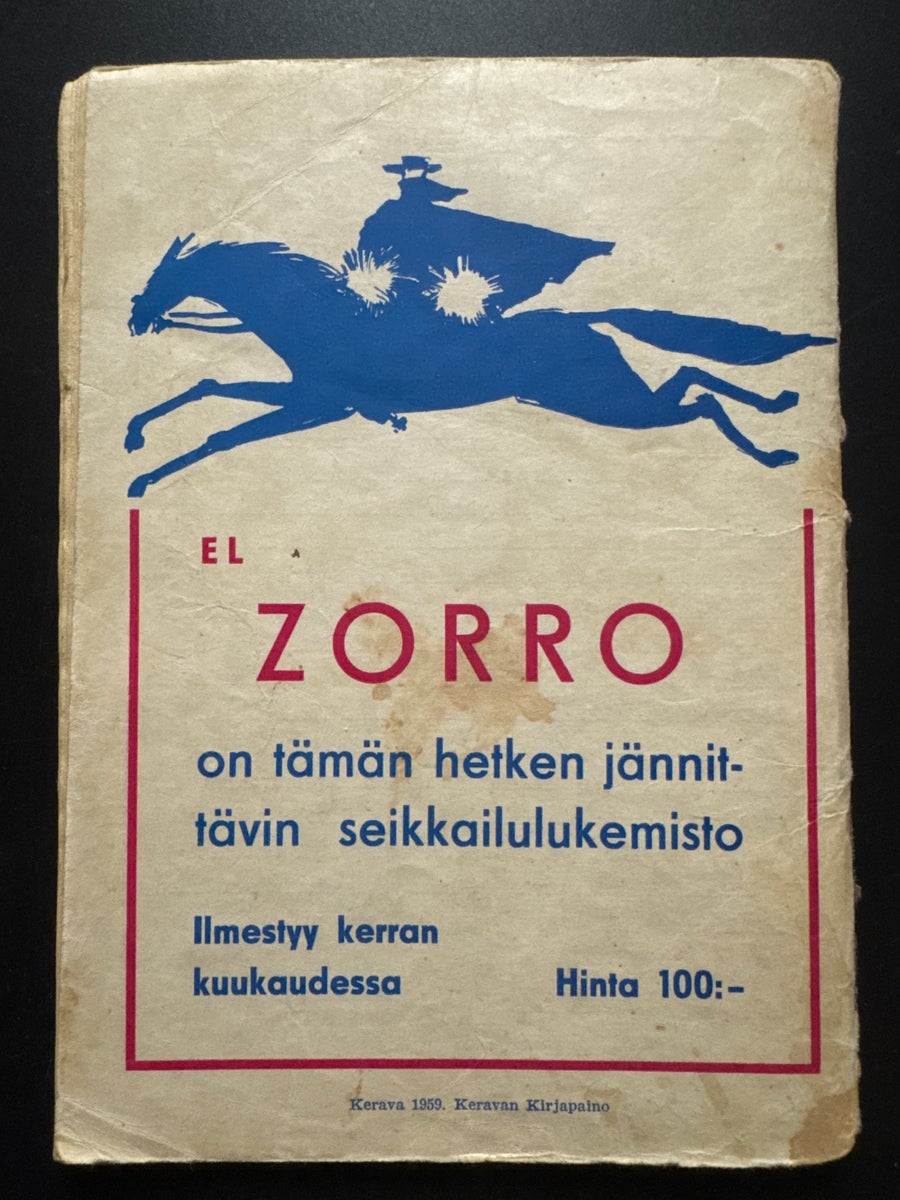 EL
ZORRO
on tämän hetken jännit-
tävin seikkailulukemisto
Ilmestyy kerran
kuukaudessa
Hinta 100:–
Kerava 1959. Keravan Kirjapaino